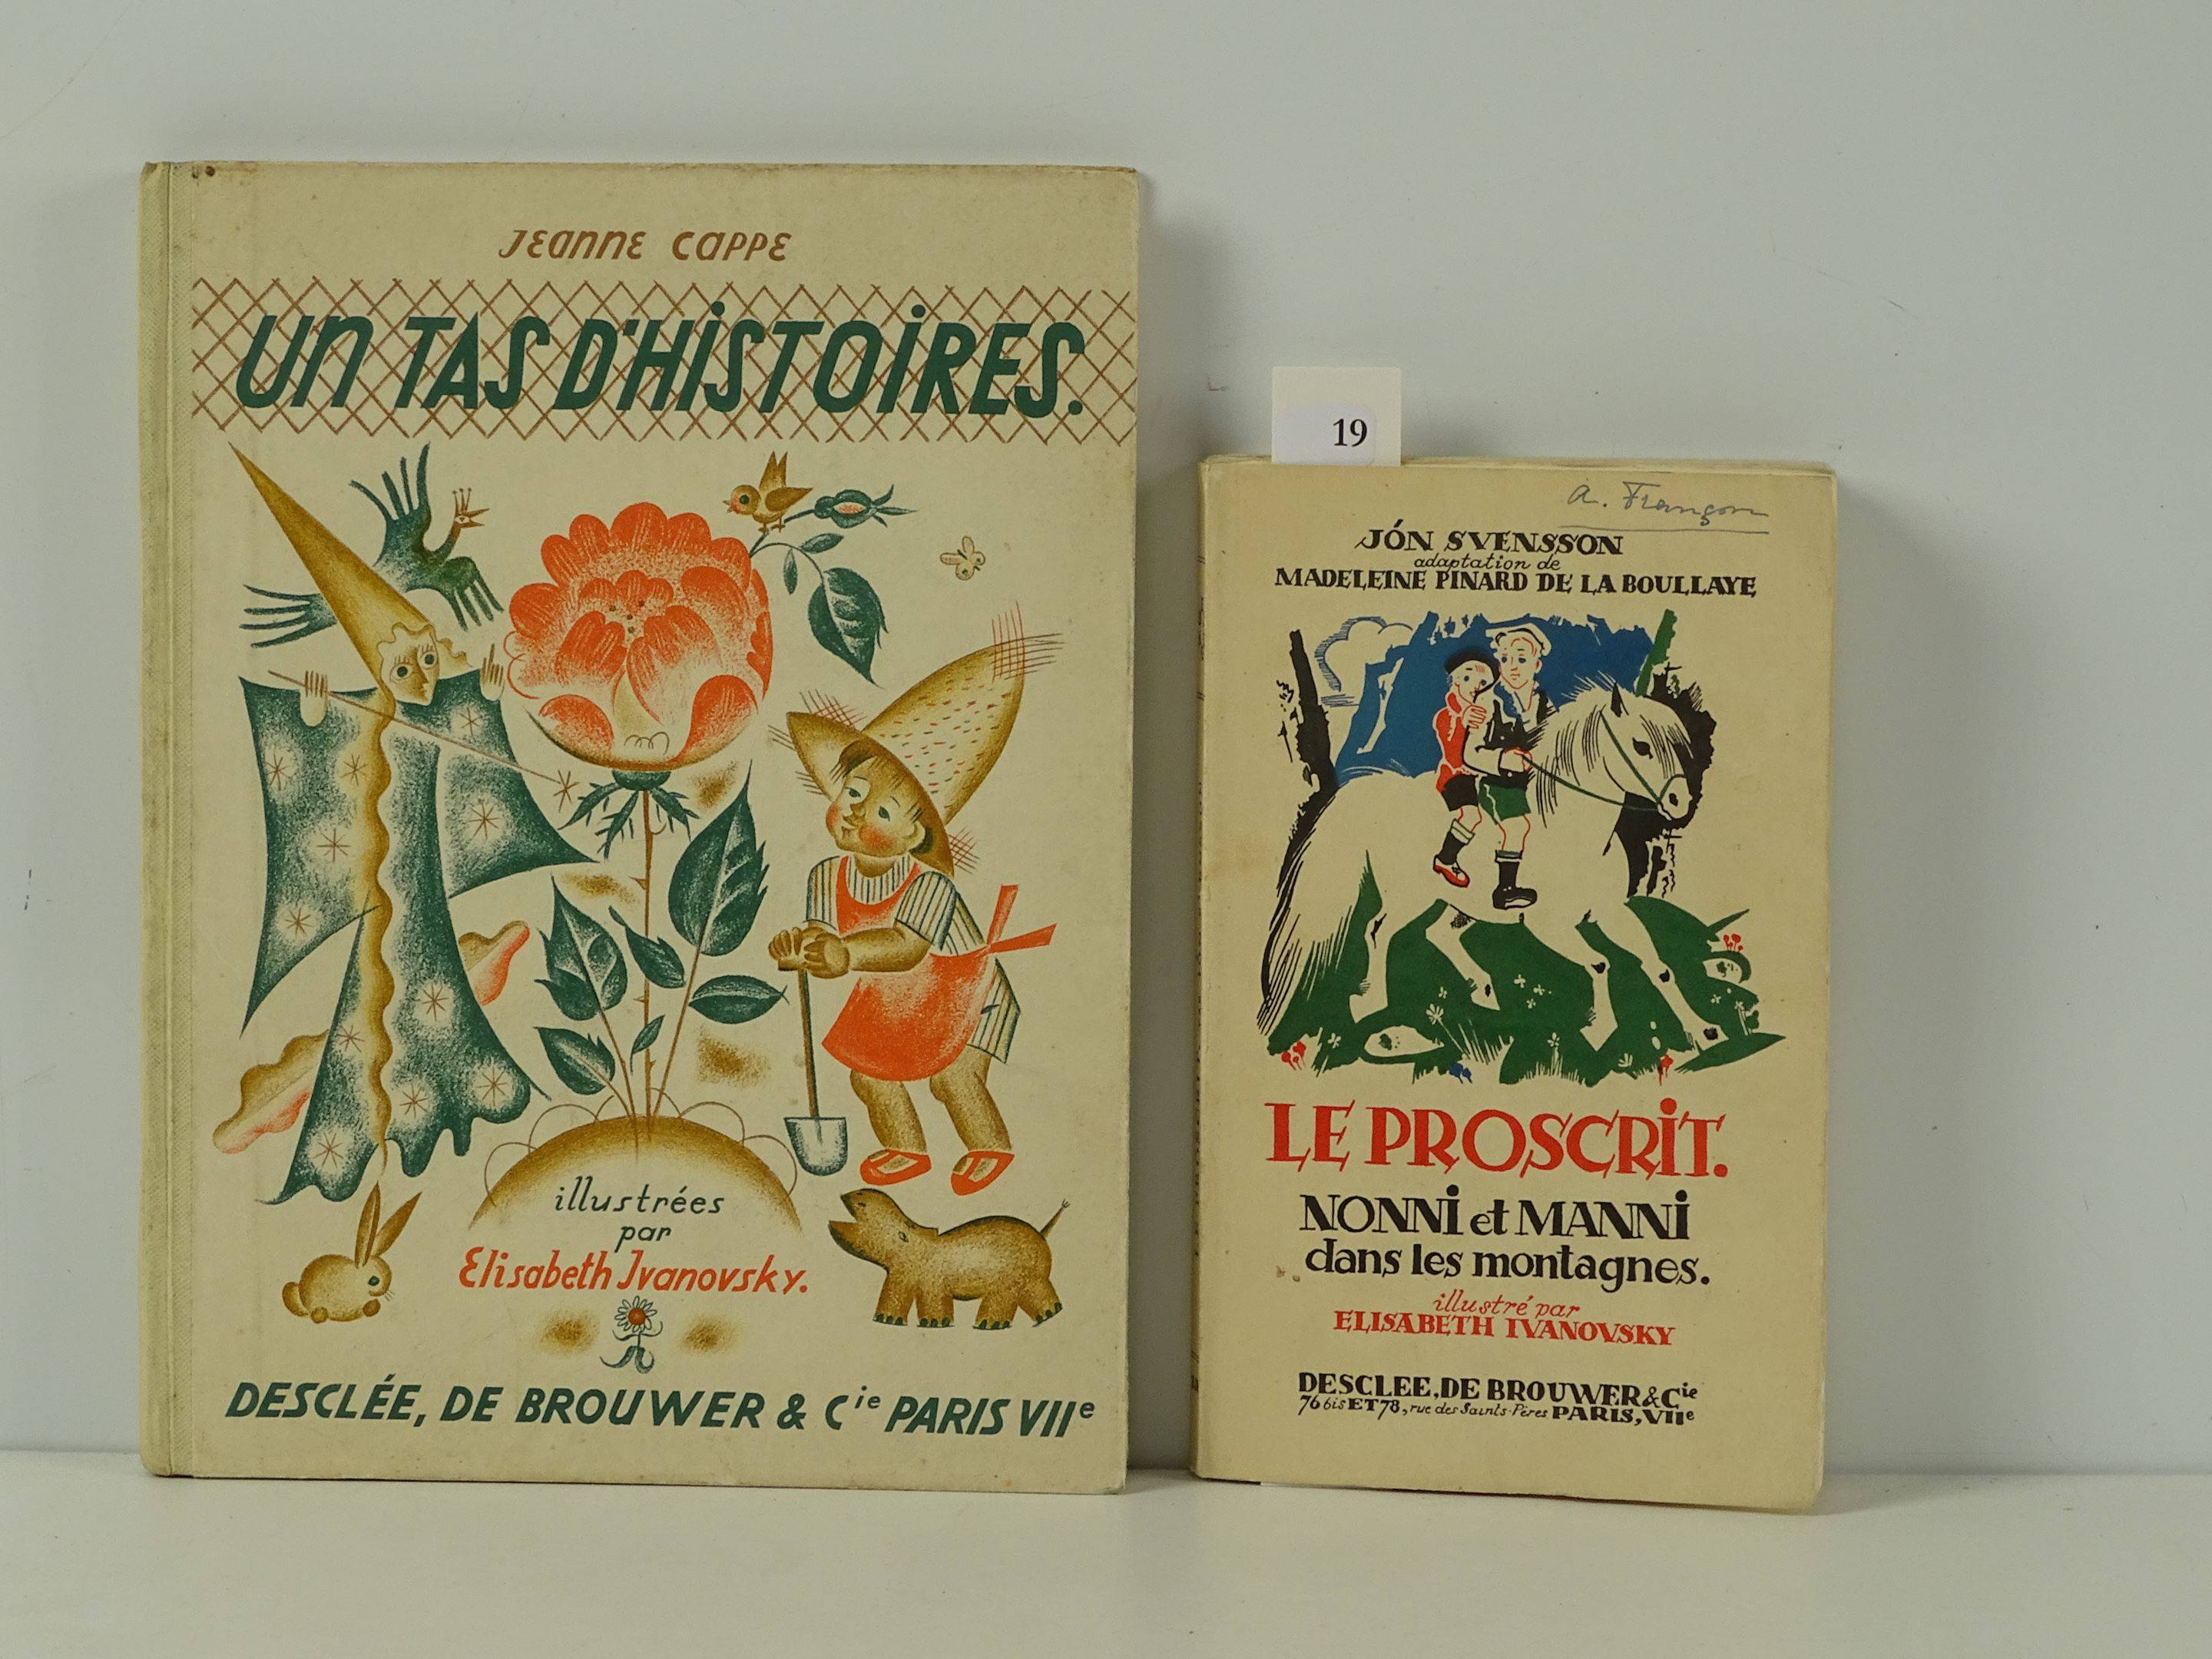 JEANNE CAPPE
UN TAS D'HISTOIRES.
illustrées
par
Elisabeth Ivanovsky.
DESCLÉE, DE BROUWER & Cie PARIS VIIe
19
a. Françon
JÓN SVENSSON
adaptation de
MADELEINE PINARD DE LA BOULLAYE
LE PROSCRIT.
NONNI et MANNI
dans les montagnes.
illustré par
ELISABETH IVANOVSKY
DESCLEE, DE BROUWER & Cie
76 bis ET 78, rue des Saints-Pères PARIS, VIIe